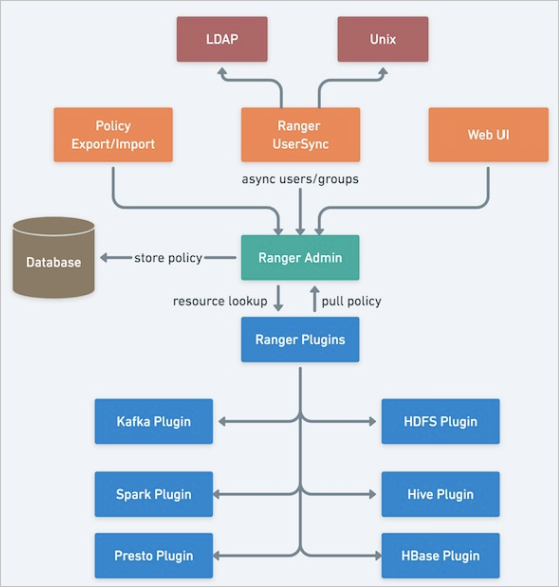 LDAP
Unix
Policy
Export/Import
Ranger
UserSync
Web UI
async users/groups
Database
store policy
Ranger Admin
resource lookup
pull policy
Ranger Plugins
Kafka Plugin
HDFS Plugin
Spark Plugin
Hive Plugin
Presto Plugin
HBase Plugin